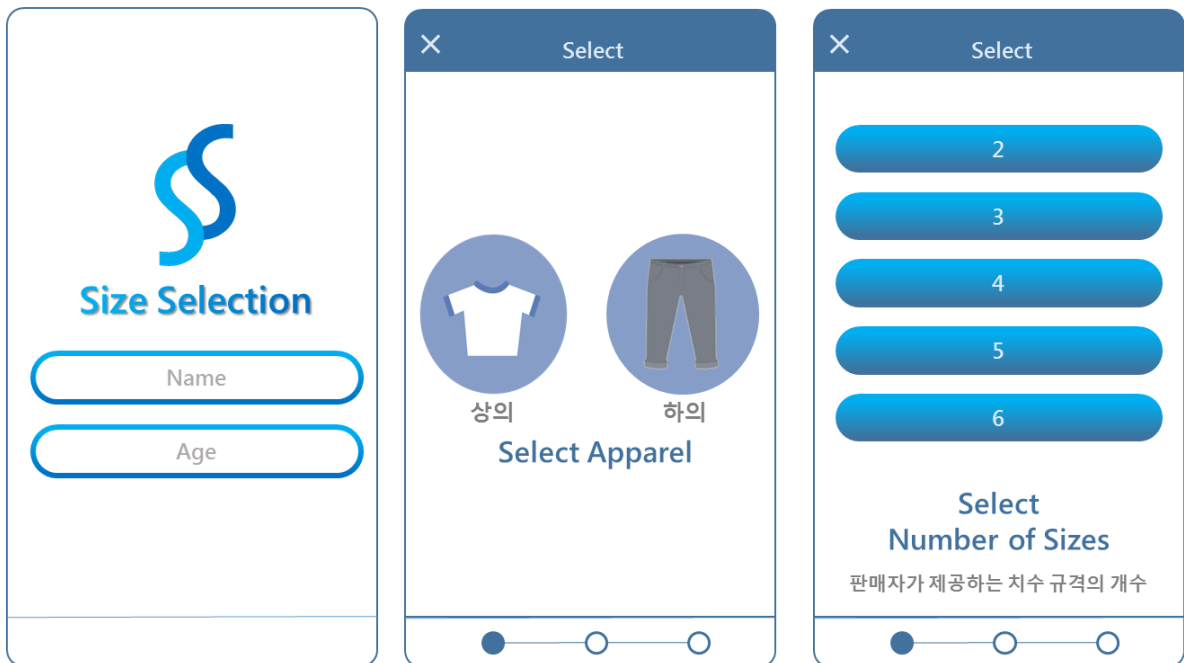 Size Selection
Name
Age
Select
상의
하의
Select Apparel
Select
2
3
4
5
6
Select
Number of Sizes
판매자가 제공하는 치수 규격의 개수